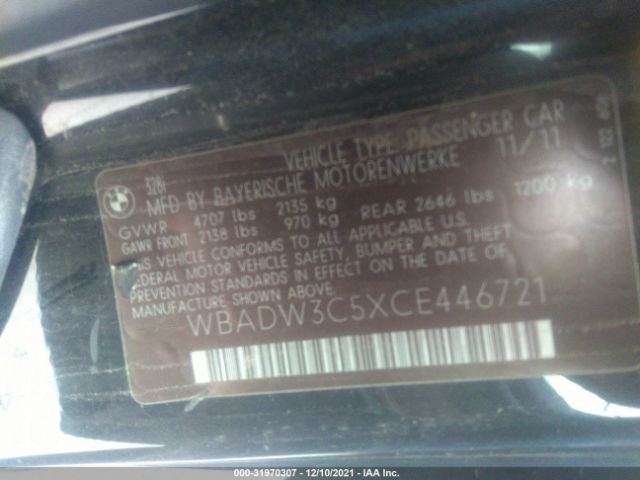 BMW
328i VEHICLE TYPE PASSENGER CAR
MFD BY BAYERISCHE MOTORENWERKE 11/11
GVWR 4707 lbs 2135 kg
GAWR FRONT 2138 lbs 970 kg REAR 2646 lbs 1200 kg
THIS VEHICLE CONFORMS TO ALL APPLICABLE U.S.
FEDERAL MOTOR VEHICLE SAFETY, BUMPER AND THEFT
PREVENTION STANDARDS IN EFFECT ON THE DATE OF
MANUFACTURE SHOWN ABOVE.
WBADW3C5XCE446721
2 122 
000-31970307 - 12/10/2021 - IAA Inc.